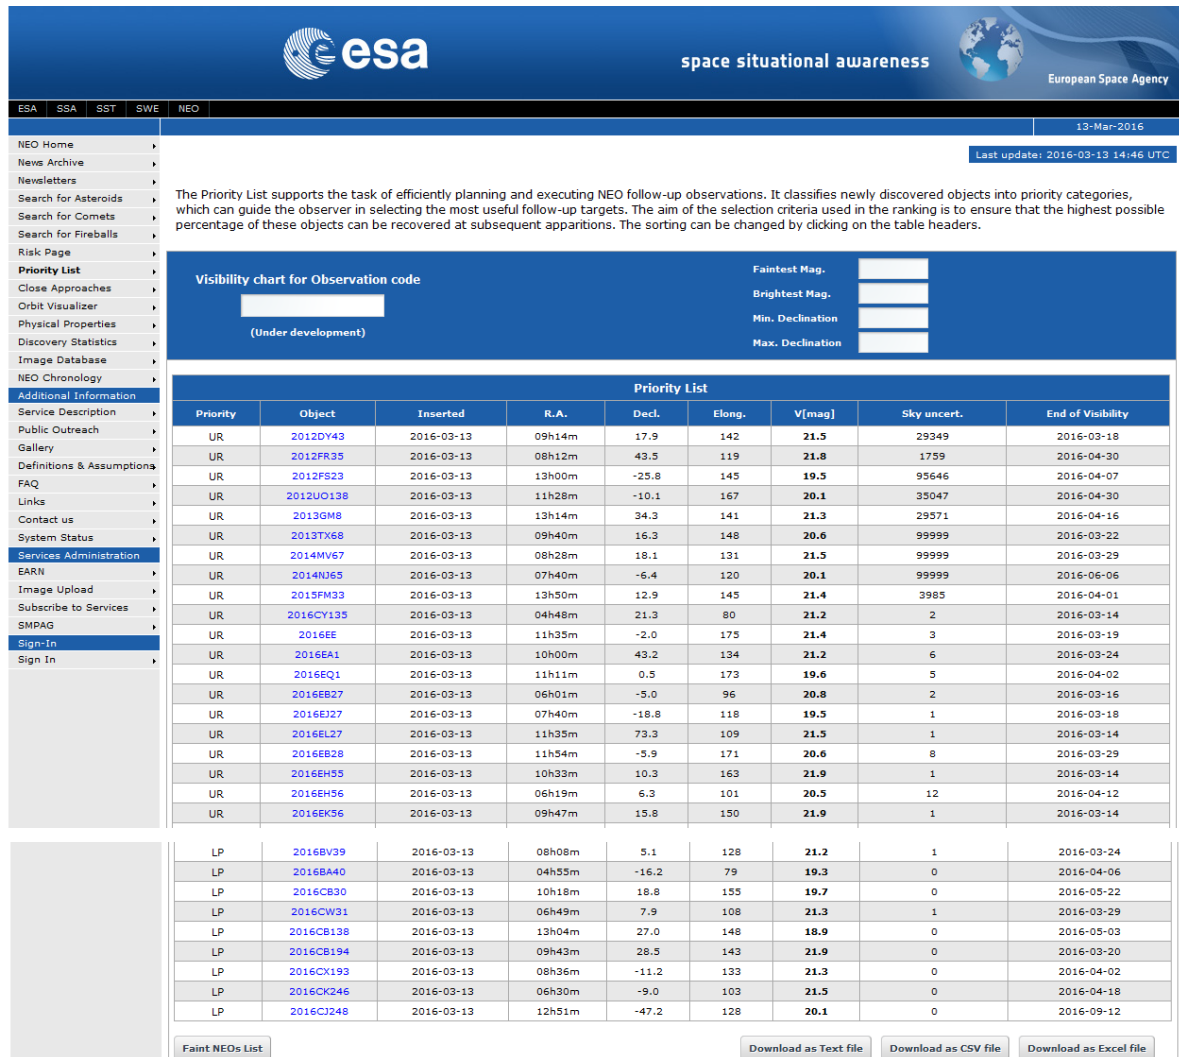 esa
space situational awareness
European Space Agency
ESA SSA SST SWE NEO
13-Mar-2016
Last update: 2016-03-13 14:46 UTC
NEO Home
News Archive
Newsletters
Search for Asteroids
Search for Comets
Search for Fireballs
Risk Page
Priority List
Close Approaches
Orbit Visualizer
Physical Properties
Discovery Statistics
Image Database
NEO Chronology
Additional Information
Service Description
Public Outreach
Gallery
Definitions & Assumptions
FAQ
Links
Contact us
System Status
Services Administration
EARN
Image Upload
Subscribe to Services
SMPAG
Sign-In
Sign In
The Priority List supports the task of efficiently planning and executing NEO follow-up observations. It classifies newly discovered objects into priority categories,
which can guide the observer in selecting the most useful follow-up targets. The aim of the selection criteria used in the ranking is to ensure that the highest possible
percentage of these objects can be recovered at subsequent apparitions. The sorting can be changed by clicking on the table headers.
Visibility chart for Observation code
(Under development)
Faintest Mag.
Brightest Mag.
Min. Declination
Max. Declination
Priority List
Priority Object Inserted R.A. Decl. Elong. V[mag] Sky uncert. End of Visibility
UR 2012DY43 2016-03-13 09h14m 17.9 142 21.5 29349 2016-03-18
UR 2012FR35 2016-03-13 08h12m 43.5 119 21.8 1759 2016-04-30
UR 2012FS23 2016-03-13 13h00m -25.8 145 19.5 95646 2016-04-07
UR 2012UO138 2016-03-13 11h28m -10.1 167 20.1 35047 2016-04-30
UR 2013GM8 2016-03-13 13h14m 34.3 141 21.3 29571 2016-04-16
UR 2013TX68 2016-03-13 09h40m 16.3 148 20.6 99999 2016-03-22
UR 2014MV67 2016-03-13 08h28m 18.1 131 21.5 99999 2016-03-29
UR 2014NJ65 2016-03-13 07h40m -6.4 120 20.1 99999 2016-06-06
UR 2015FM33 2016-03-13 13h50m 12.9 145 21.4 3985 2016-04-01
UR 2016CY135 2016-03-13 04h48m 21.3 80 21.2 2 2016-03-14
UR 2016EE 2016-03-13 11h35m -2.0 175 21.4 3 2016-03-19
UR 2016EA1 2016-03-13 10h00m 43.2 134 21.2 6 2016-03-24
UR 2016EQ1 2016-03-13 11h11m 0.5 173 19.6 5 2016-04-02
UR 2016EB27 2016-03-13 06h01m -5.0 96 20.8 2 2016-03-16
UR 2016EJ27 2016-03-13 07h40m -18.8 118 19.5 1 2016-03-18
UR 2016EL27 2016-03-13 11h35m 73.3 109 21.5 1 2016-03-14
UR 2016EB28 2016-03-13 11h54m -5.9 171 20.6 8 2016-03-29
UR 2016EH55 2016-03-13 10h33m 10.3 163 21.9 1 2016-03-14
UR 2016EH56 2016-03-13 06h19m 6.3 101 20.5 12 2016-04-12
UR 2016EK56 2016-03-13 09h47m 15.8 150 21.9 1 2016-03-14
LP 2016BV39 2016-03-13 08h08m 5.1 128 21.2 1 2016-03-24
LP 2016BA40 2016-03-13 04h55m -16.2 79 19.3 0 2016-04-06
LP 2016CB30 2016-03-13 10h18m 18.8 155 19.7 0 2016-05-22
LP 2016CW31 2016-03-13 06h49m 7.9 108 21.3 1 2016-03-29
LP 2016CB138 2016-03-13 13h04m 27.0 148 18.9 0 2016-05-03
LP 2016CB194 2016-03-13 09h43m 28.5 143 21.9 0 2016-03-20
LP 2016CX193 2016-03-13 08h36m -11.2 133 21.3 0 2016-04-02
LP 2016CK246 2016-03-13 06h30m -9.0 103 21.5 0 2016-04-18
LP 2016CJ248 2016-03-13 12h51m -47.2 128 20.1 0 2016-09-12
Faint NEOs List Download as Text file Download as CSV file Download as Excel file